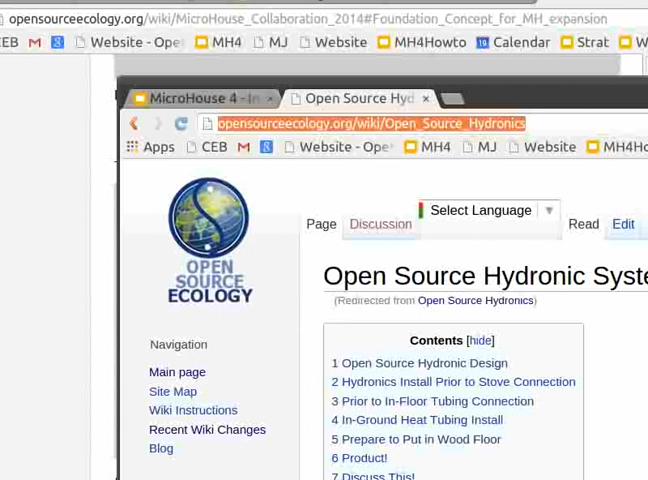 opensourceecology.org/wiki/MicroHouse_Collaboration_2014#Foundation_Concept_for_MH_expansion
CEB Website - Ope MH4 MJ Website MH4Howto Calendar Strat
MicroHouse 4 - In × Open Source Hyd ×
opensourceecology.org/wiki/Open_Source_Hydronics
Apps CEB Website - Ope MH4 MJ Website MH4Ho
Select Language ▼
Page Discussion Read Edit
OPEN
SOURCE
ECOLOGY
Open Source Hydronic Syste
(Redirected from Open Source Hydronics)
Navigation
Main page
Site Map
Wiki Instructions
Recent Wiki Changes
Blog
Contents [hide]
1 Open Source Hydronic Design
2 Hydronics Install Prior to Stove Connection
3 Prior to In-Floor Tubing Connection
4 In-Ground Heat Tubing Install
5 Prepare to Put in Wood Floor
6 Product!
7 Discuss This!